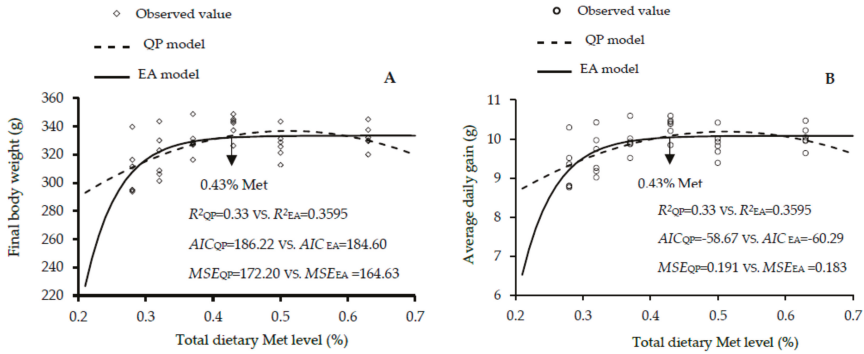 Observed value
QP model
EA model
A
Final body weight (g)
360
340
320
300
280
260
240
220
0.43% Met
R²QP=0.33 VS. R²EA=0.3595
AICQP=186.22 VS. AIC EA=184.60
MSEQP=172.20 VS. MSEEA =164.63
0.2 0.3 0.4 0.5 0.6 0.7
Total dietary Met level (%)
Observed value
QP model
EA model
B
Average daily gain (g)
11
10
9
8
7
6
0.43% Met
R²QP=0.33 VS. R²EA=0.3595
AICQP=-58.67 VS. AIC EA=-60.29
MSEQP=0.191 VS. MSEEA =0.183
0.2 0.3 0.4 0.5 0.6 0.7
Total dietary Met level (%)